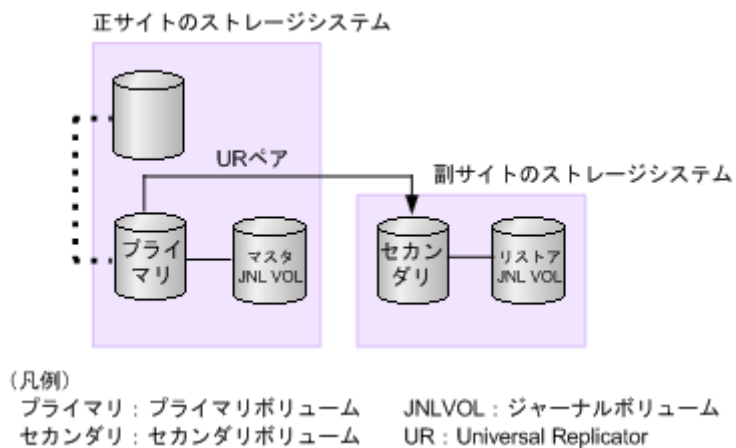 正サイトのストレージシステム
URペア
副サイトのストレージシステム
プライ
マリ
マスタ
JNL VOL
セカン
ダリ
リストア
JNL VOL
(凡例)
プライマリ：プライマリボリューム
JNLVOL：ジャーナルボリューム
セカンダリ：セカンダリボリューム
UR：Universal Replicator